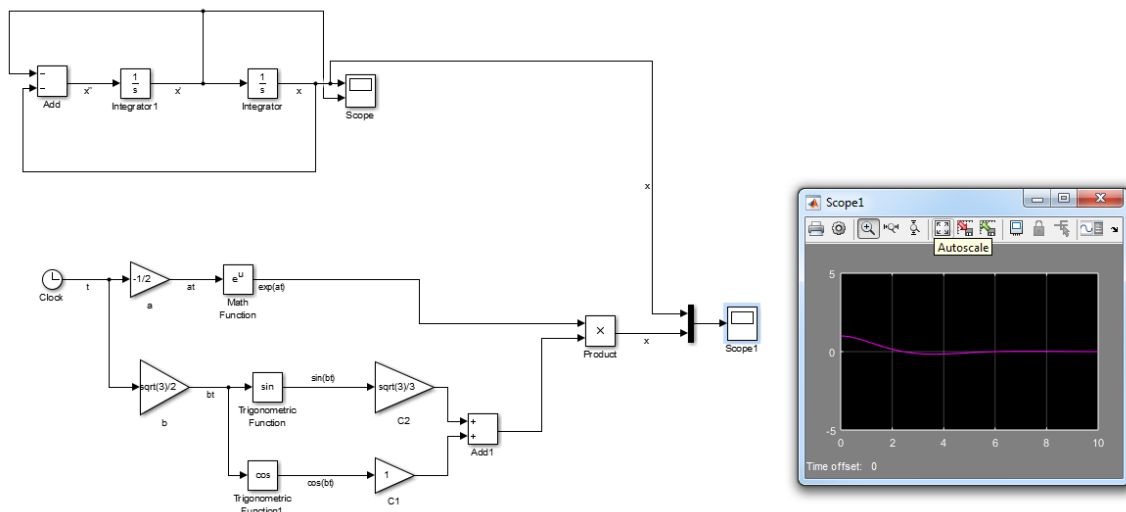 −
−
Add
x''
1
s
Integrator1
x'
1
s
Integrator
x
Scope
x
Clock
t
-1/2
a
at
e^u
Math
Function
exp(at)
sqrt(3)/2
b
bt
sin
Trigonometric
Function
sin(bt)
sqrt(3)/3
C2
cos
Trigonometric
Function1
cos(bt)
1
C1
+
+
Add1
×
Product
x
Scope1
Scope1
Autoscale
5
0
-5
0
2
4
6
8
10
Time offset: 0